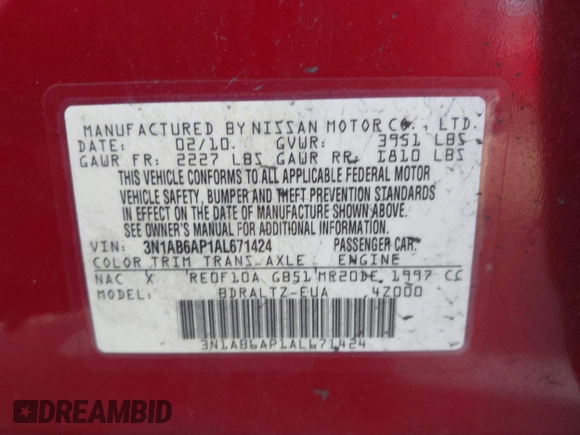 MANUFACTURED BY NISSAN MOTOR CO., LTD.
DATE: 02/10. GVWR: 3951 LBS
GAWR FR: 2227 LBS GAWR RR. 1810 LBS
THIS VEHICLE CONFORMS TO ALL APPLICABLE FEDERAL MOTOR
VEHICLE SAFETY, BUMPER AND THEFT PREVENTION STANDARDS
IN EFFECT ON THE DATE OF MANUFACTURE SHOWN ABOVE.
SEE OWNER'S MANUAL FOR ADDITIONAL INFORMATION.
VIN: 3N1AB6AP1AL671424 PASSENGER CAR
COLOR TRIM TRANS. AXLE ENGINE
NAC X RE0F10A GB51 MR20DE 1997 CC
MODEL: BDRALTZ-EUA 4Z000
3N1AB6AP1AL671424
DREAMBID